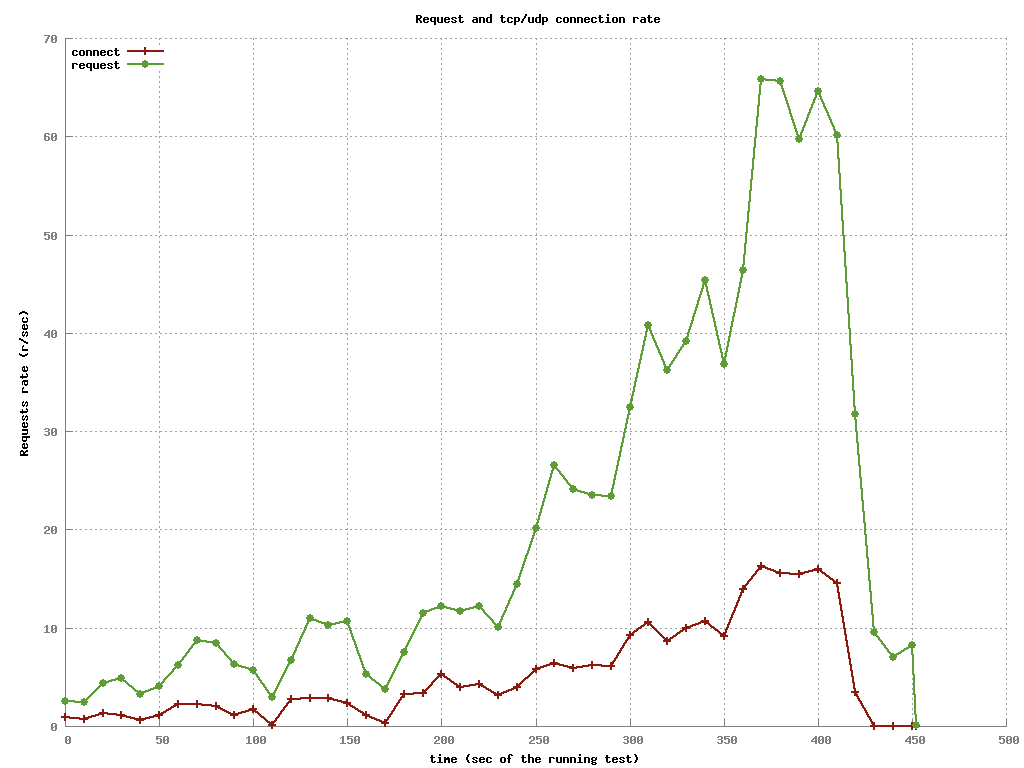 Request and tcp/udp connection rate
connect
request
70
60
50
40
30
20
10
0
Requests rate (r/sec)
0 50 100 150 200 250 300 350 400 450 500
time (sec of the running test)